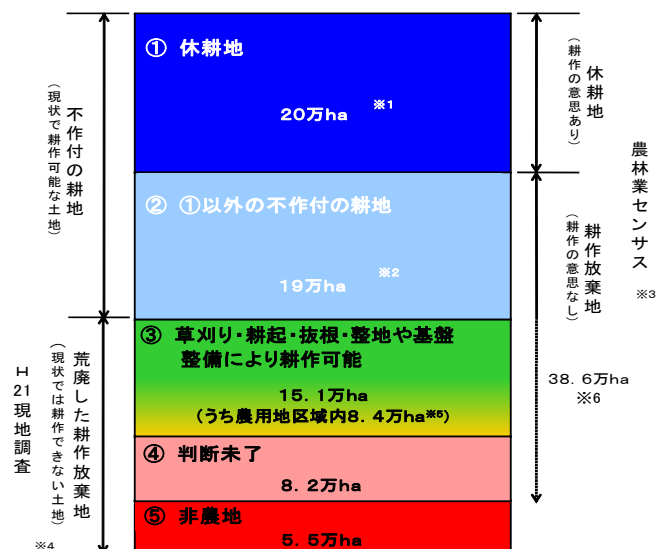 ① 休耕地
20万ha ※1
② ①以外の不作付の耕地
19万ha ※2
③ 草刈り・耕起・抜根・整地や基盤
整備により耕作可能
15.1万ha
(うち農用地区域内8.4万ha※5)
④ 判断未了
8.2万ha
⑤ 非農地
5.5万ha
不作付の耕地
(現状で耕作可能な土地)
荒廃した耕作放棄地
(現状では耕作できない土地)
H21現地調査
※4
休耕地
(耕作の意思あり)
耕作放棄地
(耕作の意思なし)
農林業センサス
※3
38.6万ha
※6